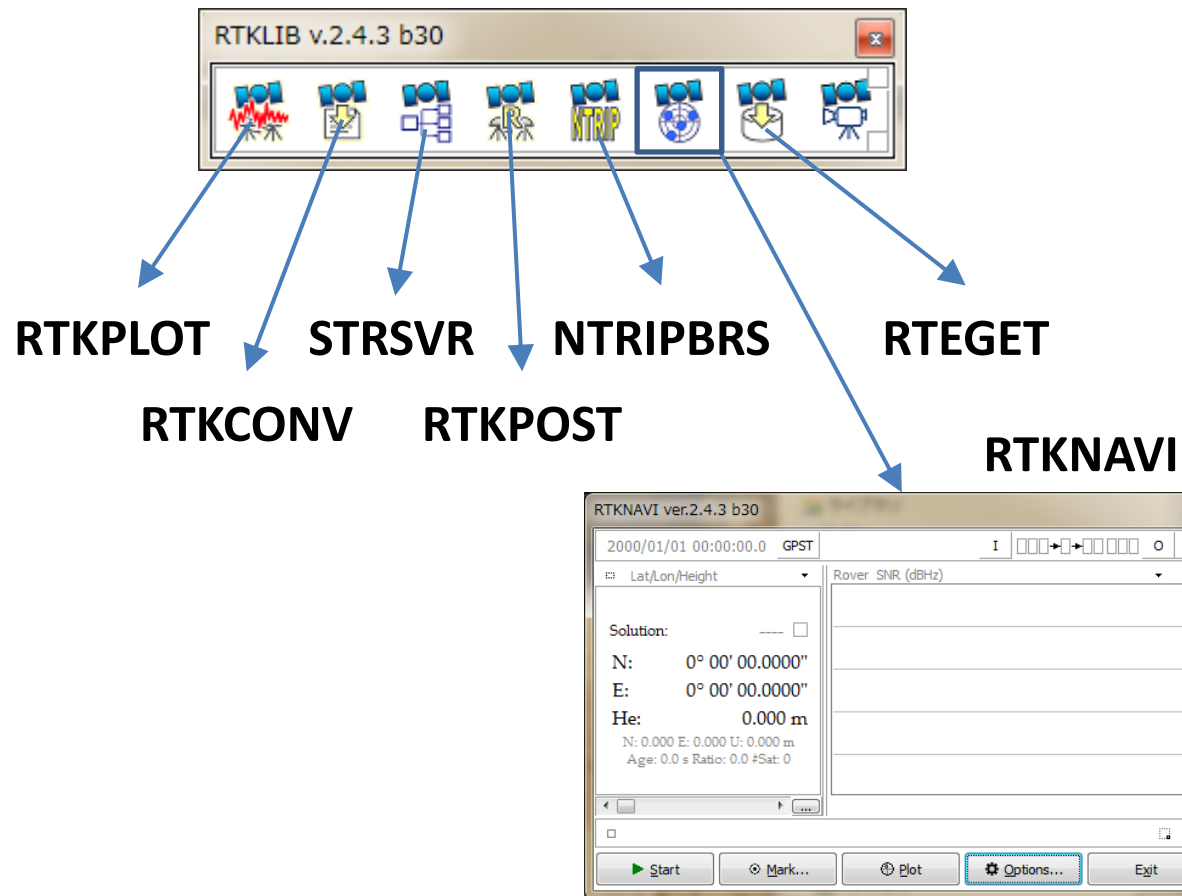 RTKLIB v.2.4.3 b30
R
NTRIP
RTKPLOT
STRSVR
NTRIPBRS
RTEGET
RTKCONV
RTKPOST
RTKNAVI
RTKNAVI ver.2.4.3 b30
2000/01/01 00:00:00.0 GPST I O
Lat/Lon/Height
Rover SNR (dBHz)
Solution: ----
N: 0° 00' 00.0000"
E: 0° 00' 00.0000"
He: 0.000 m
N: 0.000 E: 0.000 U: 0.000 m
Age: 0.0 s Ratio: 0.0 #Sat: 0
...
Start Mark... Plot Options... Exit